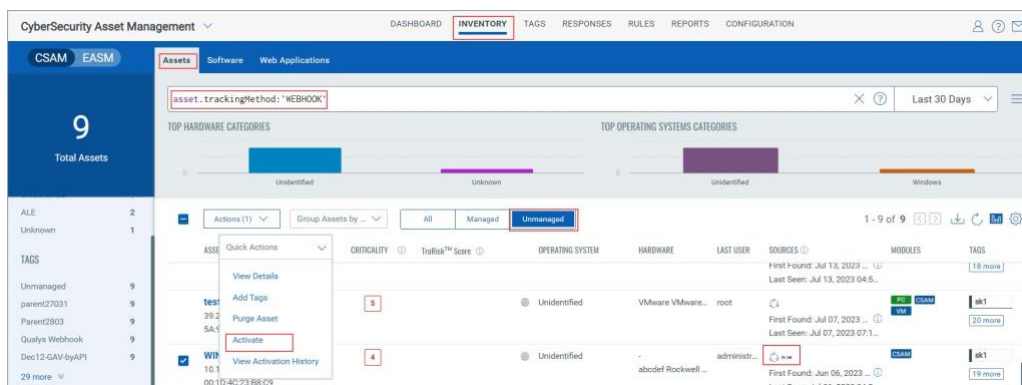 CyberSecurity Asset Management
DASHBOARD INVENTORY TAGS RESPONSES RULES REPORTS CONFIGURATION
CSAM EASM
Assets Software Web Applications
asset.trackingMethod:'WEBHOOK'
Last 30 Days
9
Total Assets
TOP HARDWARE CATEGORIES
TOP OPERATING SYSTEMS CATEGORIES
0
Unidentified
Unknown
0
Unidentified
Windows
ALE 2
Unknown 1
TAGS
Unmanaged 9
parent27031 9
Parent2803 9
Qualys Webhook 9
Dec12-GAV-byAPI 9
29 more
Actions (1)
Group Assets by ...
All Managed Unmanaged
1 - 9 of 9
Quick Actions
View Details
Add Tags
Purge Asset
Activate
View Activation History
ASSE CRITICALITY TruRisk™ Score OPERATING SYSTEM HARDWARE LAST USER SOURCES MODULES TAGS
First Found: Jul 13, 2023 ...
Last Seen: Jul 13, 2023 04:5...
18 more
test 5 Unidentified VMware VMware... root PC CSAM sk1
39.2 VM
First Found: Jul 07, 2023 ...
20 more
5A:9
Last Seen: Jul 07, 2023 07:1...
WIN 4 Unidentified - administr... CSAM sk1
10.1 abcdef Rockwell ... First Found: Jun 06, 2023 ... 19 more
00:1D:4C:23:B8:C9